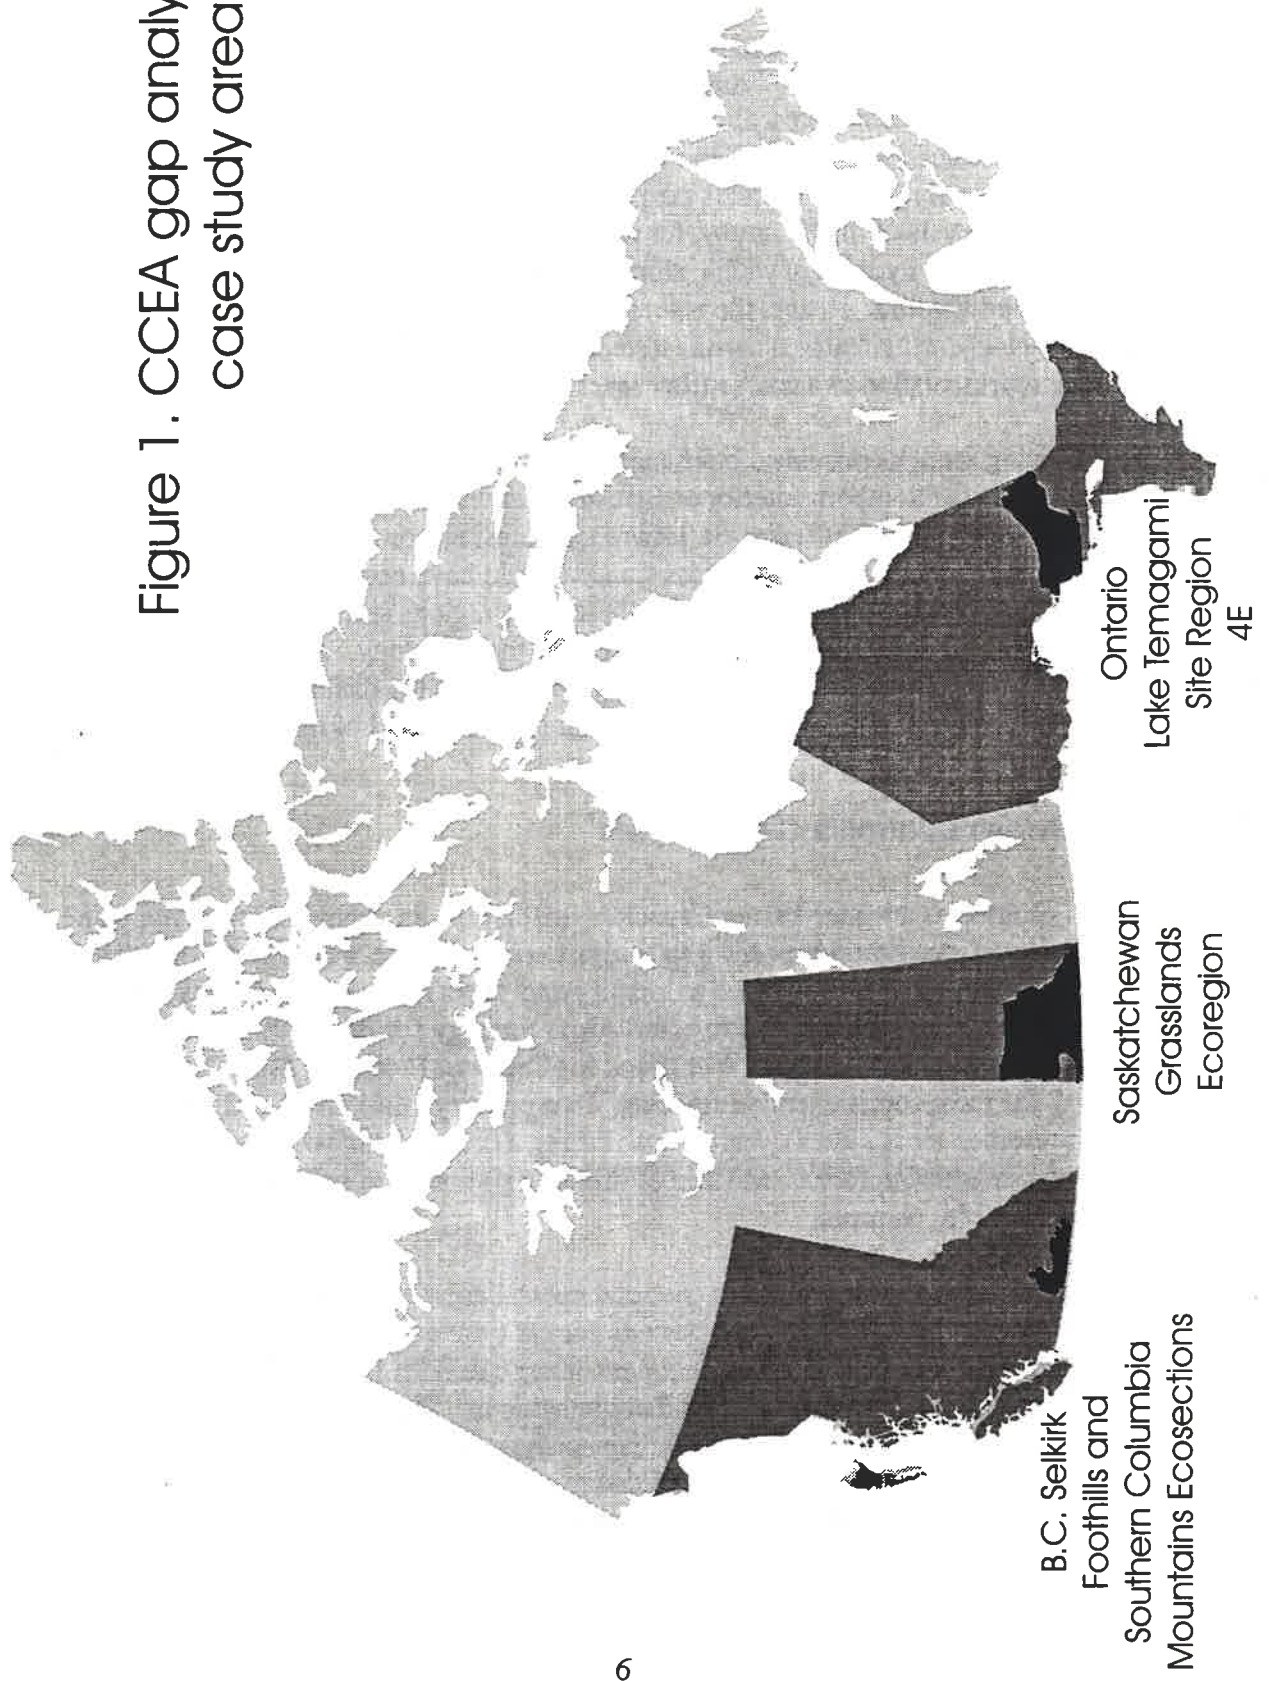 Figure 1. CCEA gap analy
case study area
B.C. Selkirk
Foothills and
Southern Columbia
Mountains Ecosections
Saskatchewan
Grasslands
Ecoregion
Ontario
Lake Temagami
Site Region
4E
6